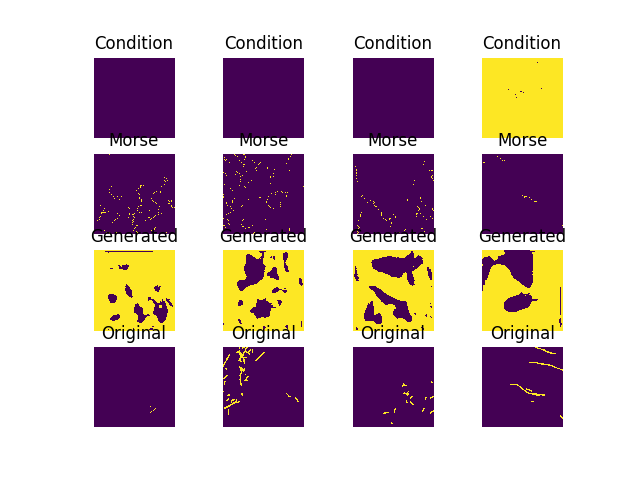 Condition Condition Condition Condition
Morse Morse Morse Morse
Generated Generated Generated Generated
Original Original Original Original